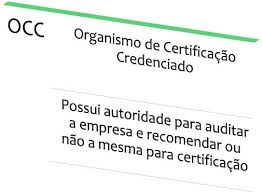 OCC
Organismo de Certificação
Credenciado
Possui autoridade para auditar
a empresa e recomendar ou
não a mesma para certificação